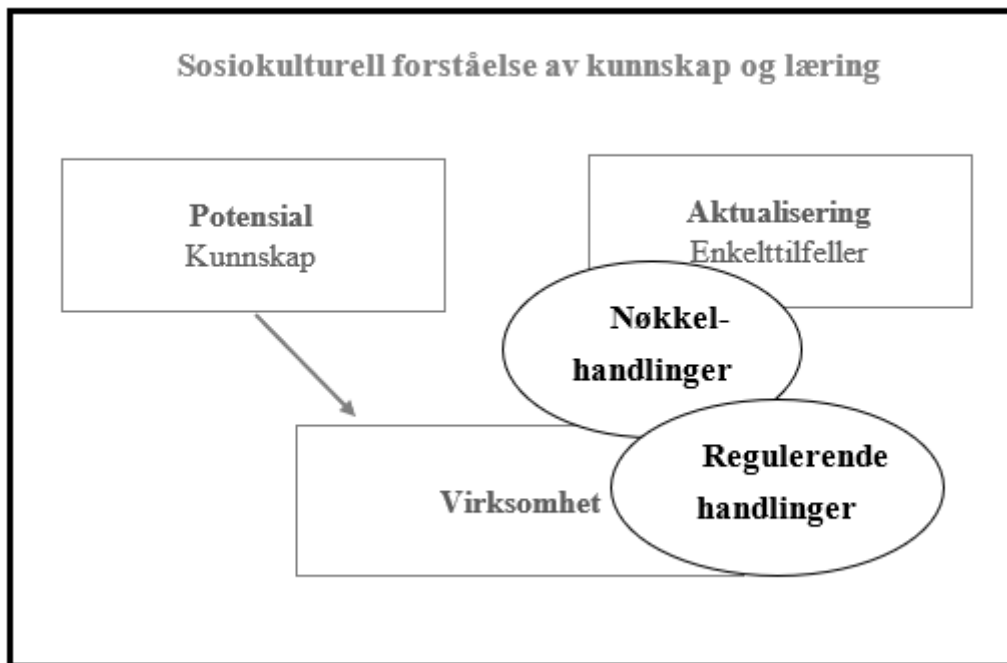 Sosiokulturell forståelse av kunnskap og læring
Potensial
Kunnskap
Aktualisering
Enkelttilfeller
Nøkkel-
handlinger
Virksomhet
Regulerende
handlinger